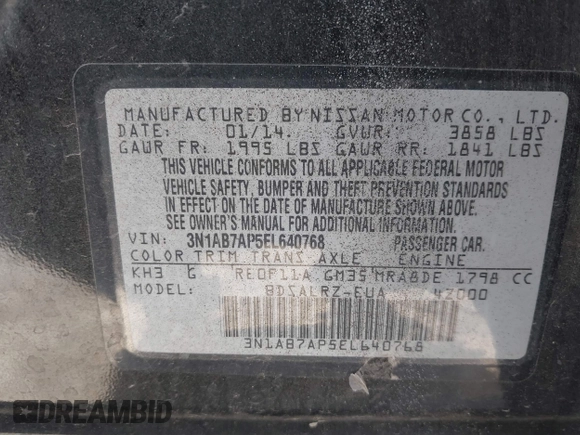 MANUFACTURED BY NISSAN MOTOR CO., LTD.
DATE: 01/14. GVWR: 3858 LBS
GAWR FR: 1995 LBS GAWR RR: 1841 LBS
THIS VEHICLE CONFORMS TO ALL APPLICABLE FEDERAL MOTOR
VEHICLE SAFETY, BUMPER AND THEFT PREVENTION STANDARDS
IN EFFECT ON THE DATE OF MANUFACTURE SHOWN ABOVE.
SEE OWNER'S MANUAL FOR ADDITIONAL INFORMATION.
VIN: 3N1AB7AP5EL640768 PASSENGER CAR.
COLOR TRIM TRANS AXLE ENGINE
KH3 G RE0F11A GM35 MRA8DE 1798 CC
MODEL: BDSALRZ-EUA 4Z000
3N1AB7AP5EL640768
DREAMBID